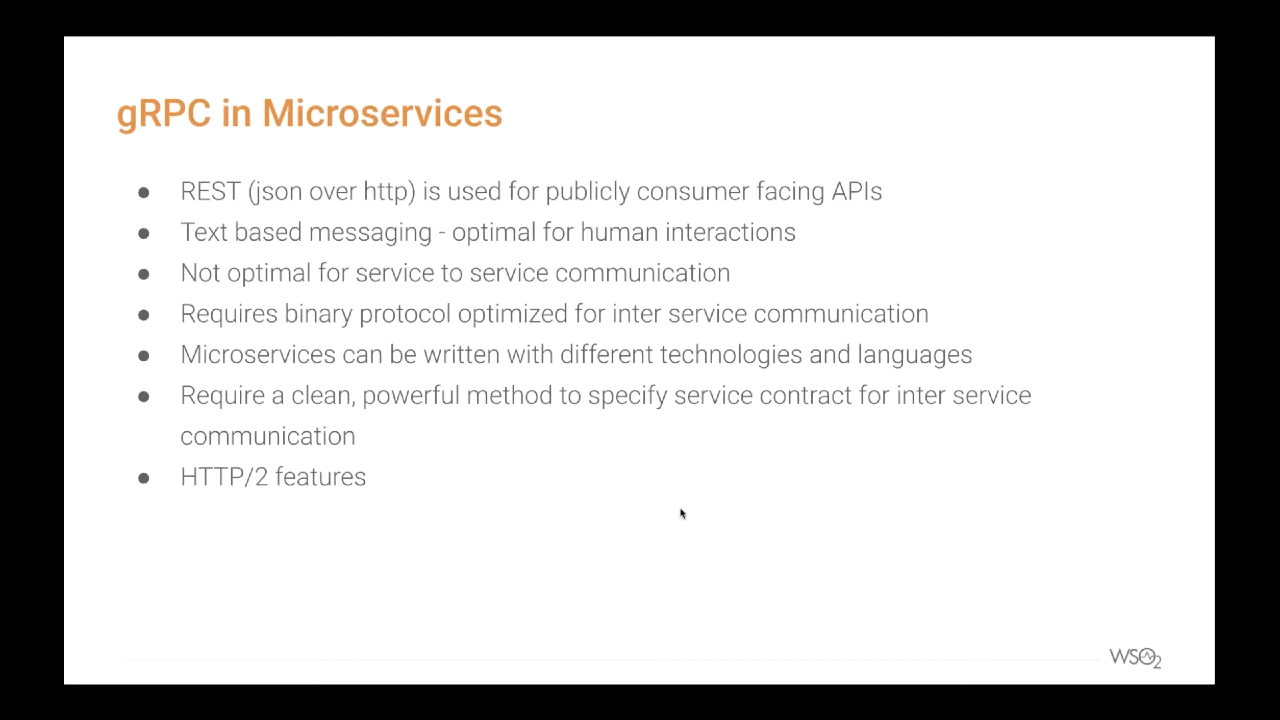 gRPC in Microservices
● REST (json over http) is used for publicly consumer facing APIs
● Text based messaging - optimal for human interactions
● Not optimal for service to service communication
● Requires binary protocol optimized for inter service communication
● Microservices can be written with different technologies and languages
● Require a clean, powerful method to specify service contract for inter service
communication
● HTTP/2 features
WSO2